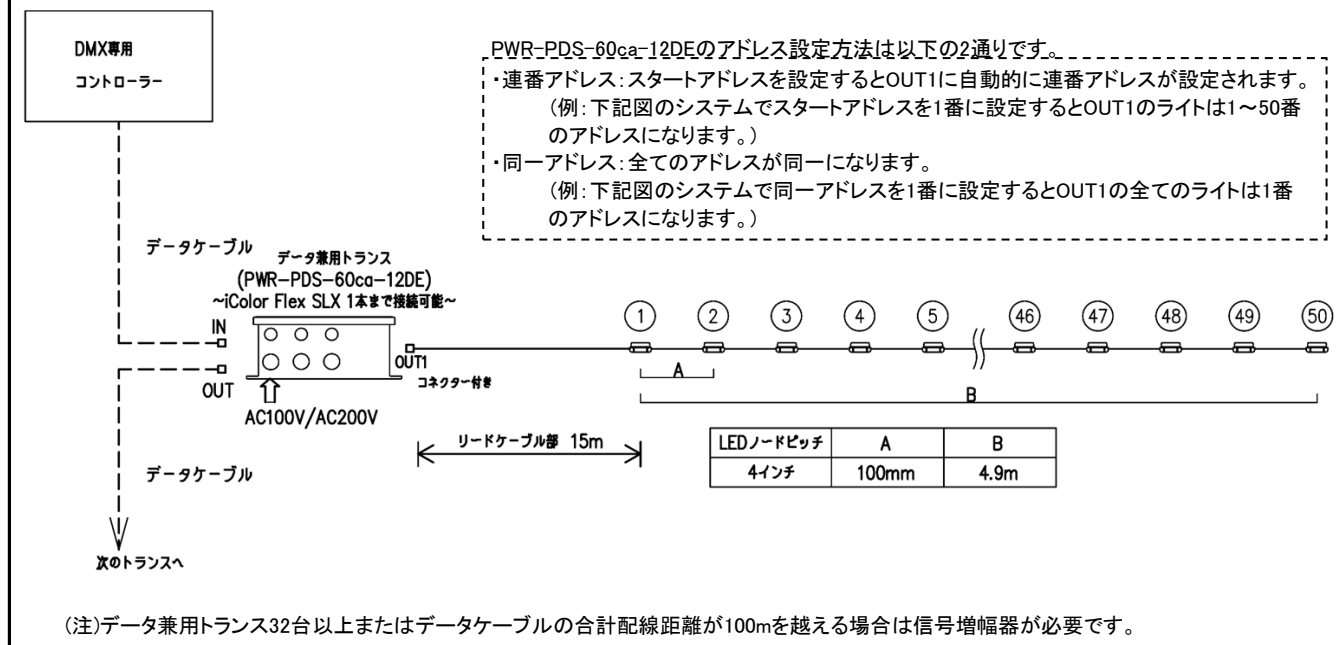 DMX専用
コントローラー
PWR-PDS-60ca-12DEのアドレス設定方法は以下の2通りです。
・連番アドレス:スタートアドレスを設定するとOUT1に自動的に連番アドレスが設定されます。
(例:下記図のシステムでスタートアドレスを1番に設定するとOUT1のライトは1～50番
のアドレスになります。)
・同一アドレス:全てのアドレスが同一になります。
(例:下記図のシステムで同一アドレスを1番に設定するとOUT1の全てのライトは1番
のアドレスになります。)
データケーブル
データ兼用トランス
(PWR-PDS-60ca-12DE)
～iColor Flex SLX 1本まで接続可能～
IN
OUT
OUT1
コネクター付き
AC100V/AC200V
① ② ③ ④ ⑤ ㊻ ㊼ ㊽ ㊾ ㊿
A
B
リードケーブル部 15m
LEDノードピッチ A B
4インチ 100mm 4.9m
データケーブル
次のトランスへ
(注)データ兼用トランス32台以上またはデータケーブルの合計配線距離が100mを越える場合は信号増幅器が必要です。